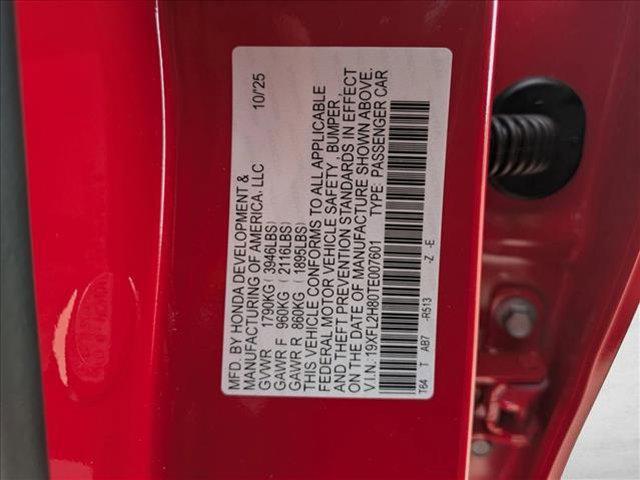 MFD. BY HONDA DEVELOPMENT &
MANUFACTURING OF AMERICA, LLC 10/'25
GVWR 1790KG (3946LBS)
GAWR F 960KG (2116LBS)
GAWR R 860KG (1895LBS)
THIS VEHICLE CONFORMS TO ALL APPLICABLE
FEDERAL MOTOR VEHICLE SAFETY, BUMPER,
AND THEFT PREVENTION STANDARDS IN EFFECT
ON THE DATE OF MANUFACTURE SHOWN ABOVE.
V.I.N.:19XFL2H80TE007601 TYPE: PASSENGER CAR
T64 T AB7 -R513 -Z -E